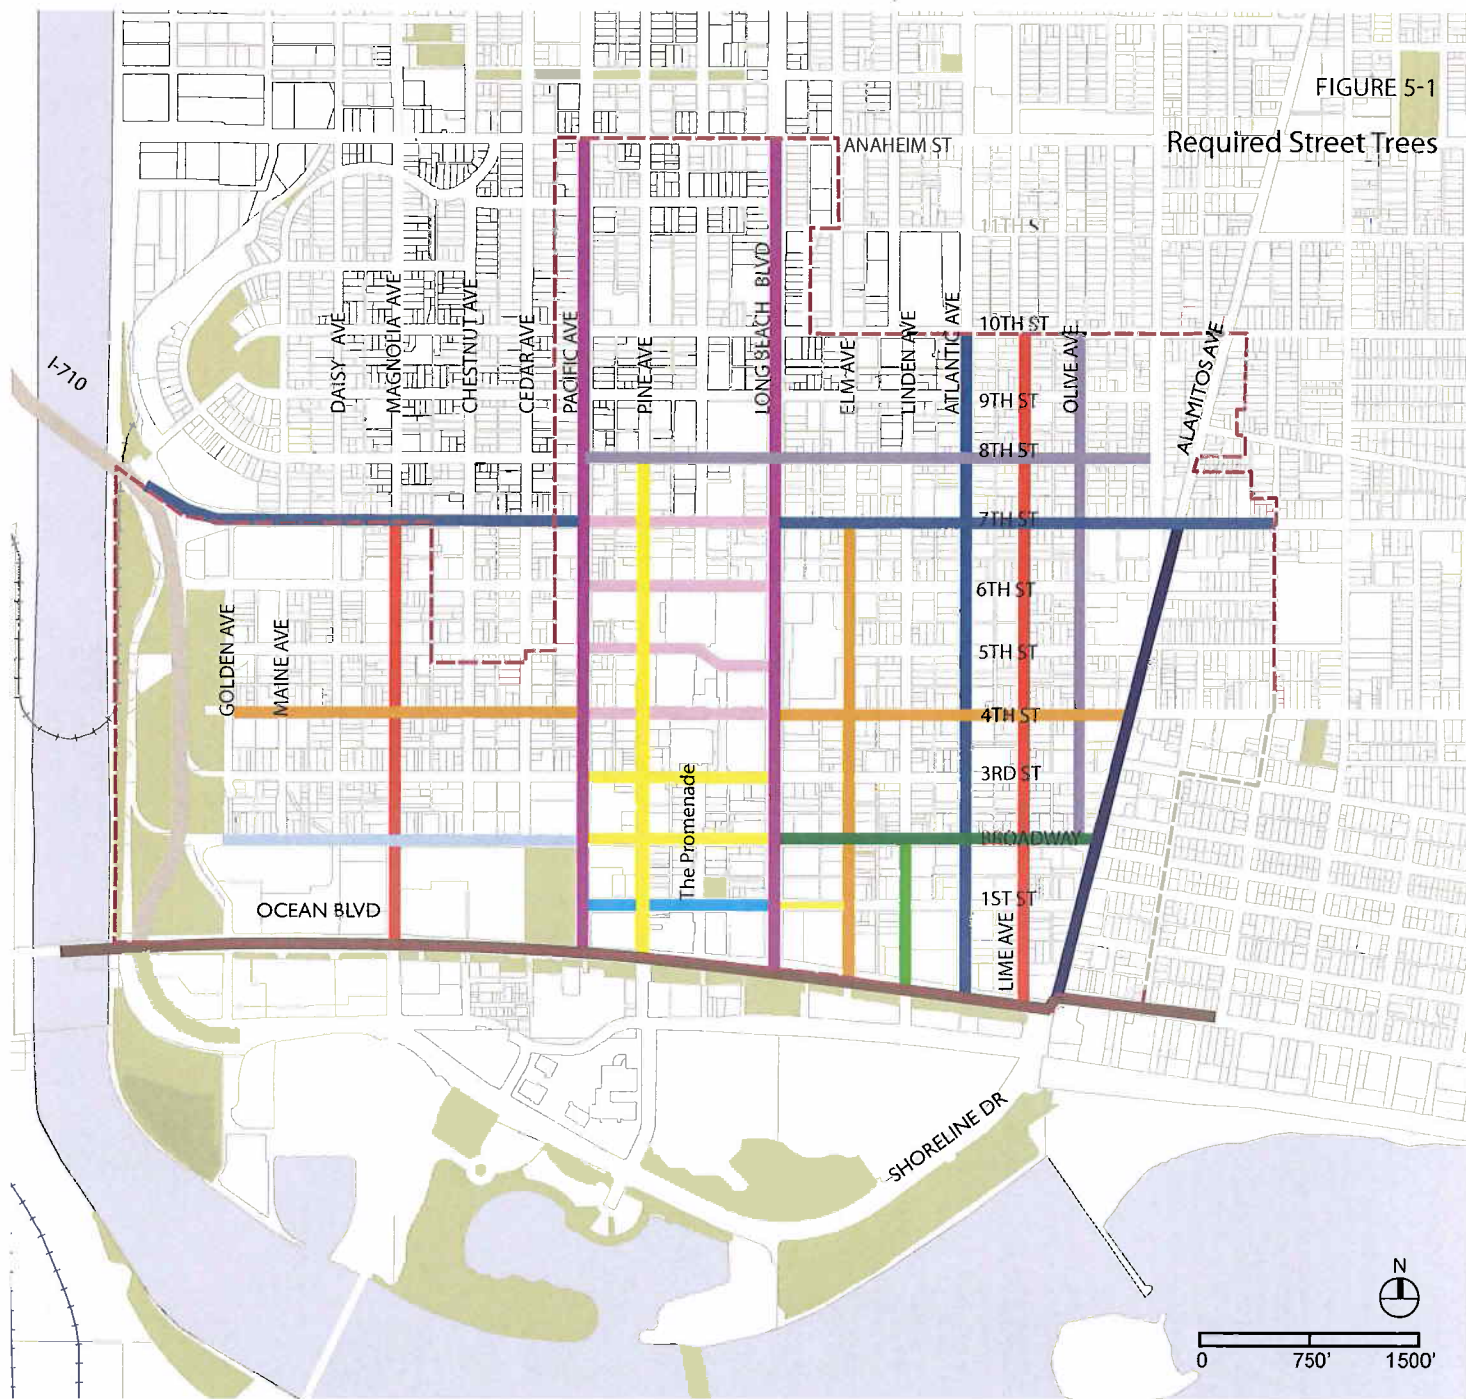 FIGURE 5-1
Required Street Trees
ANAHEIM ST
11TH ST
I-710
DAISY AVE
MAGNOLIA AVE
CHESTNUT AVE
CEDAR AVE
PACIFIC AVE
PINE AVE
LONG BEACH BLVD
ELM AVE
LINDEN AVE
ATLANTIC AVE
10TH ST
OLIVE AVE
ALAMITOS AVE
9TH ST
8TH ST
7TH ST
6TH ST
GOLDEN AVE
MAINE AVE
5TH ST
4TH ST
3RD ST
The Promenade
BROADWAY
1ST ST
OCEAN BLVD
LIME AVE
SHORELINE DR
N
0 750' 1500'